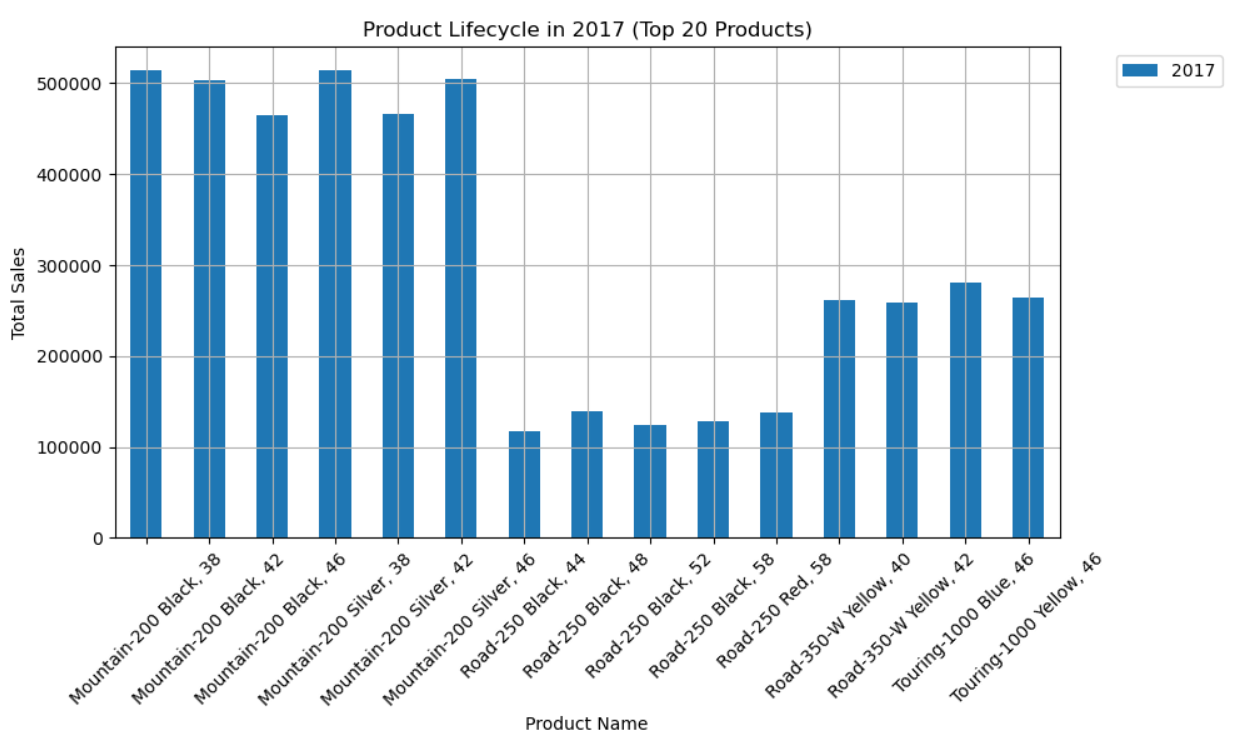 Product Lifecycle in 2017 (Top 20 Products)
2017
Total Sales
500000
400000
300000
200000
100000
0
Mountain-200 Black, 38
Mountain-200 Black, 42
Mountain-200 Black, 46
Mountain-200 Silver, 38
Mountain-200 Silver, 42
Mountain-200 Silver, 46
Road-250 Black, 44
Road-250 Black, 48
Road-250 Black, 52
Road-250 Black, 58
Road-250 Red, 58
Road-350-W Yellow, 40
Road-350-W Yellow, 42
Touring-1000 Blue, 46
Touring-1000 Yellow, 46
Product Name